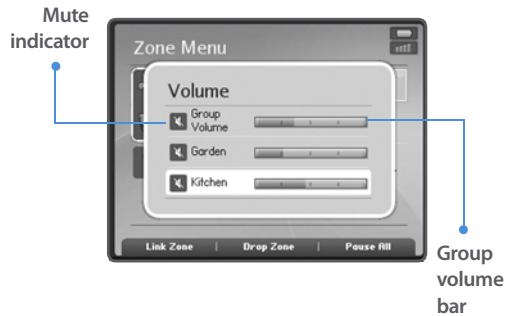 Mute
indicator
Zone Menu
Volume
Group
Volume
Garden
Kitchen
Link Zone | Drop Zone | Pause All
Group
volume
bar